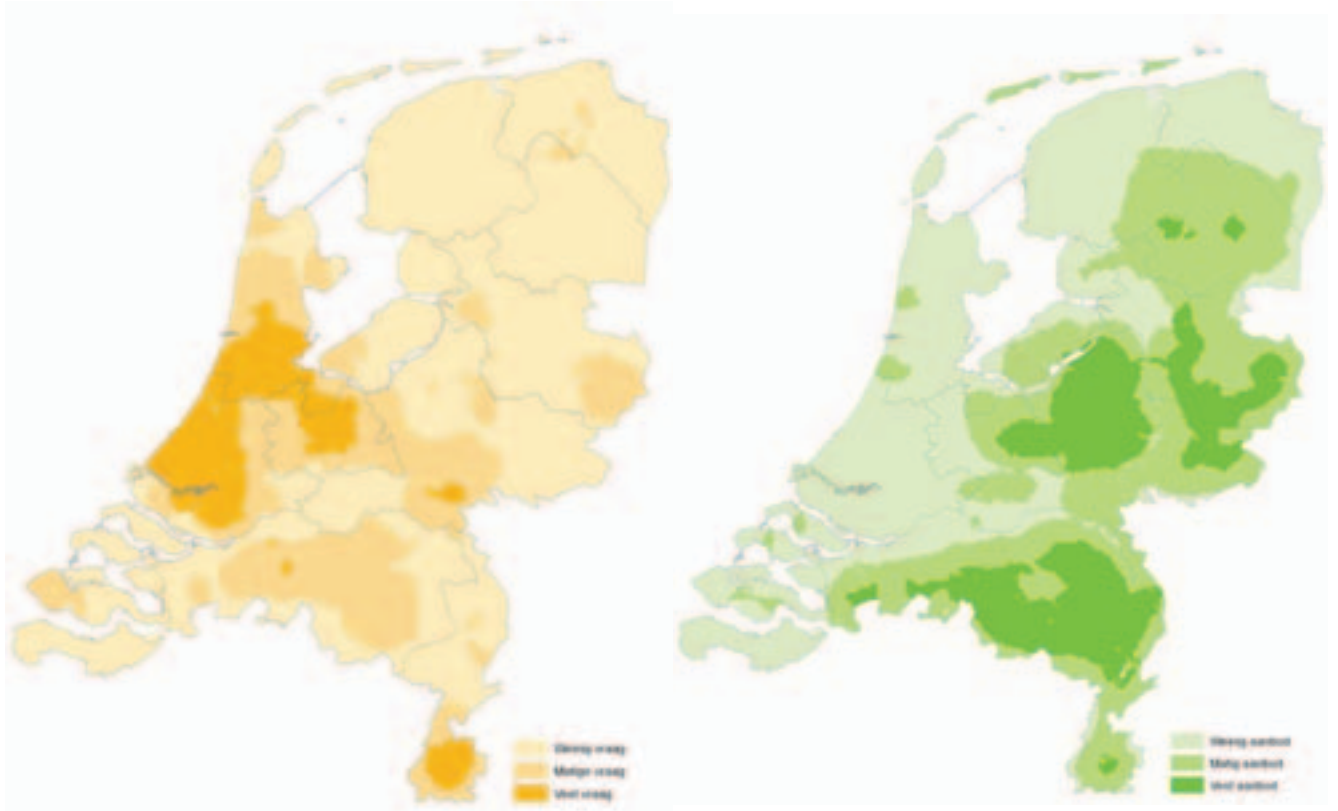 Weinig vraag
Matige vraag
Veel vraag
Weinig aanbod
Matig aanbod
Veel aanbod